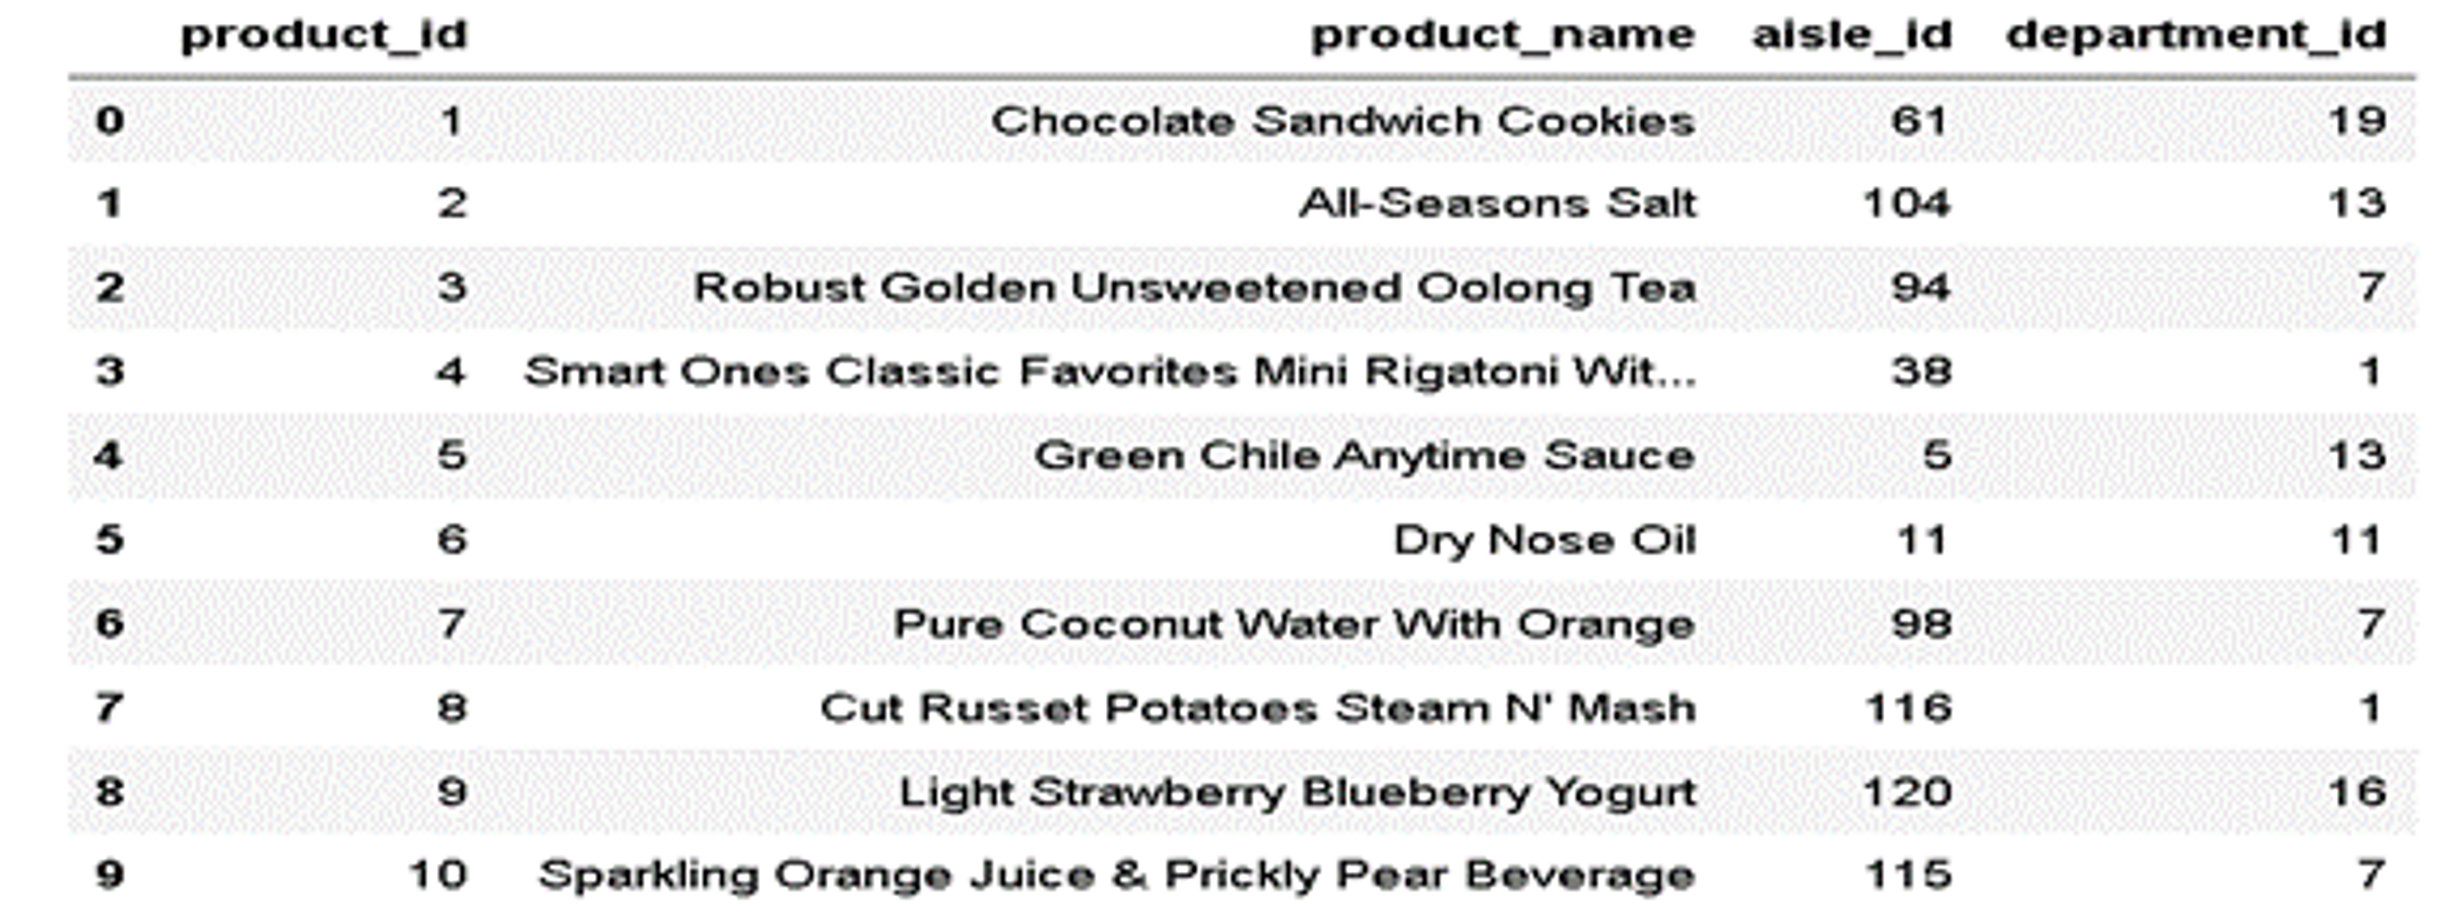 product_id product_name aisle_id department_id
0 1 Chocolate Sandwich Cookies 61 19
1 2 All-Seasons Salt 104 13
2 3 Robust Golden Unsweetened Oolong Tea 94 7
3 4 Smart Ones Classic Favorites Mini Rigatoni Wit... 38 1
4 5 Green Chile Anytime Sauce 5 13
5 6 Dry Nose Oil 11 11
6 7 Pure Coconut Water With Orange 98 7
7 8 Cut Russet Potatoes Steam N' Mash 116 1
8 9 Light Strawberry Blueberry Yogurt 120 16
9 10 Sparkling Orange Juice & Prickly Pear Beverage 115 7